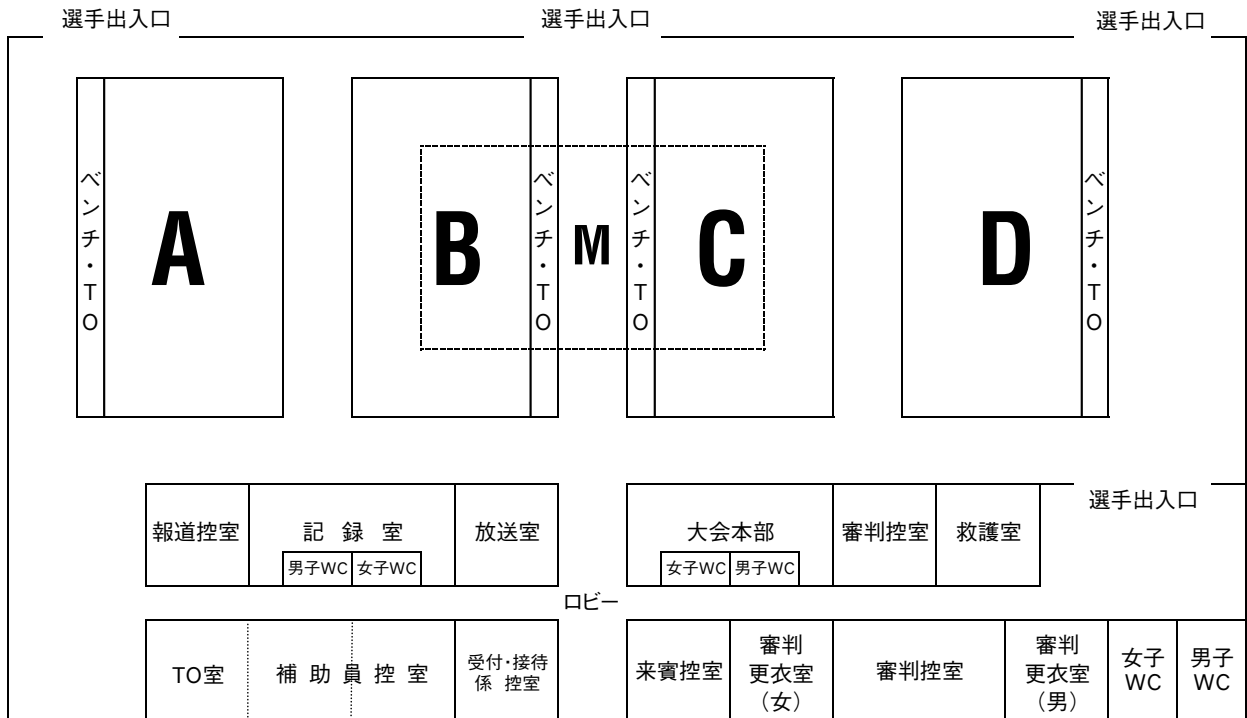 選手出入口
選手出入口
選手出入口
ベンチ・TO
A
B
ベンチ・TO
M
ベンチ・TO
C
D
ベンチ・TO
選手出入口
報道控室
記録室
男子WC
女子WC
放送室
大会本部
女子WC
男子WC
審判控室
救護室
ロビー
TO室
補助員控室
受付・接待
係 控室
来賓控室
審判
更衣室
（女）
審判控室
審判
更衣室
（男）
女子
WC
男子
WC